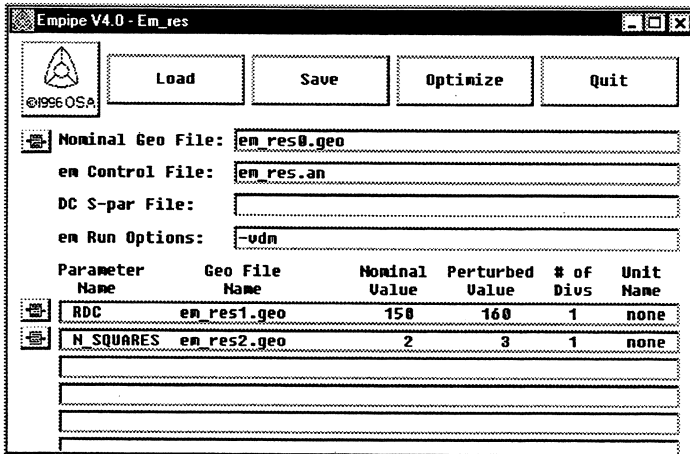 Empipe V4.0 - Em_res
Load Save Optimize Quit
©1996 OSA
Nominal Geo File: em_res0.geo
em Control File: em_res.an
DC S-par File:
em Run Options: -vdm
Parameter Geo File Nominal Perturbed # of Unit
Name Name Value Value Divs Name
RDC em_res1.geo 150 160 1 none
N_SQUARES em_res2.geo 2 3 1 none